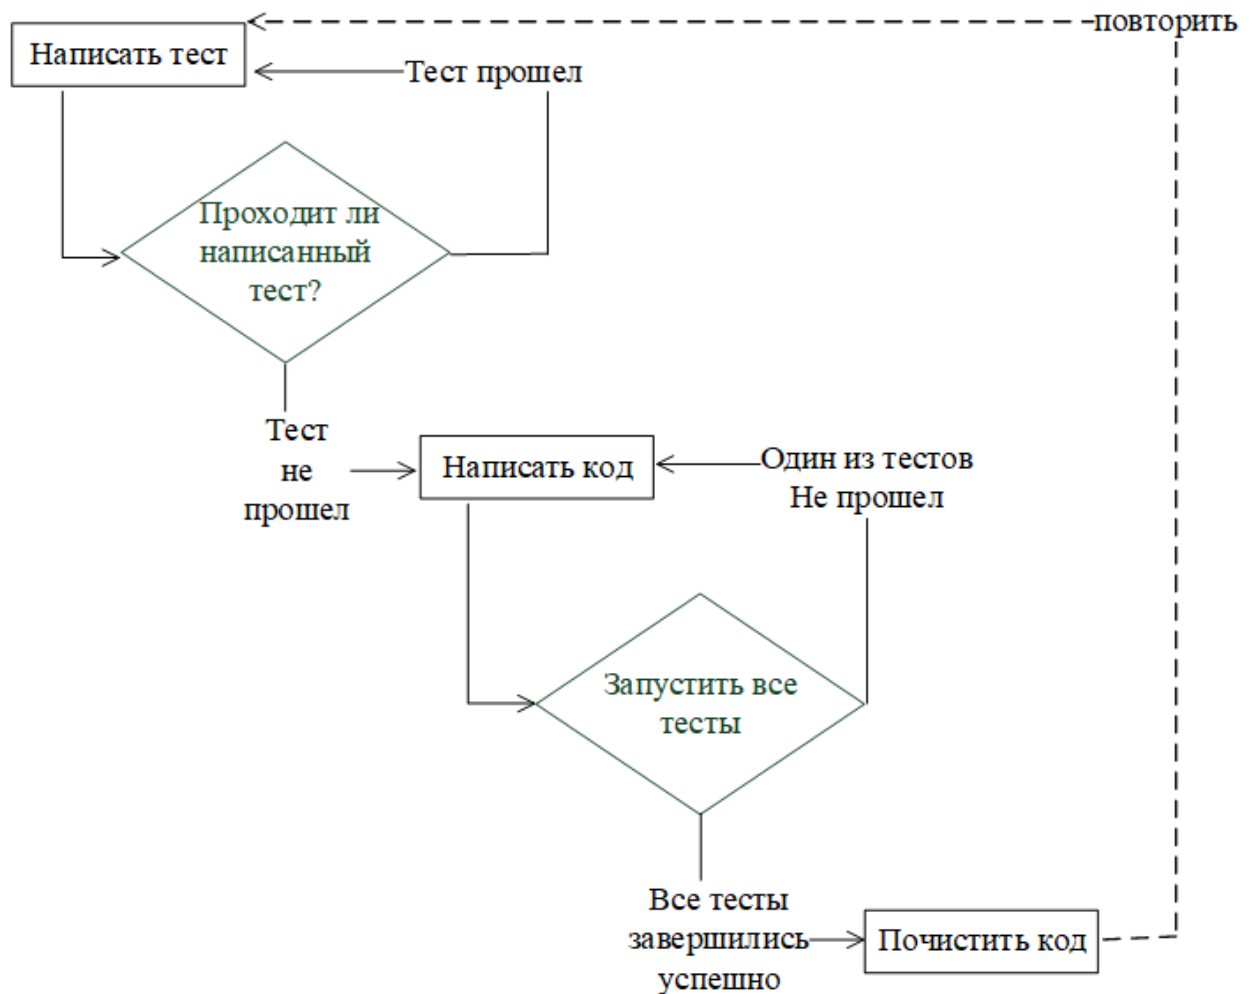 повторить
Написать тест
Тест прошел
Проходит ли
написанный
тест?
Тест
не
прошел
Написать код
Один из тестов
Не прошел
Запустить все
тесты
Все тесты
завершились
успешно
Почистить код